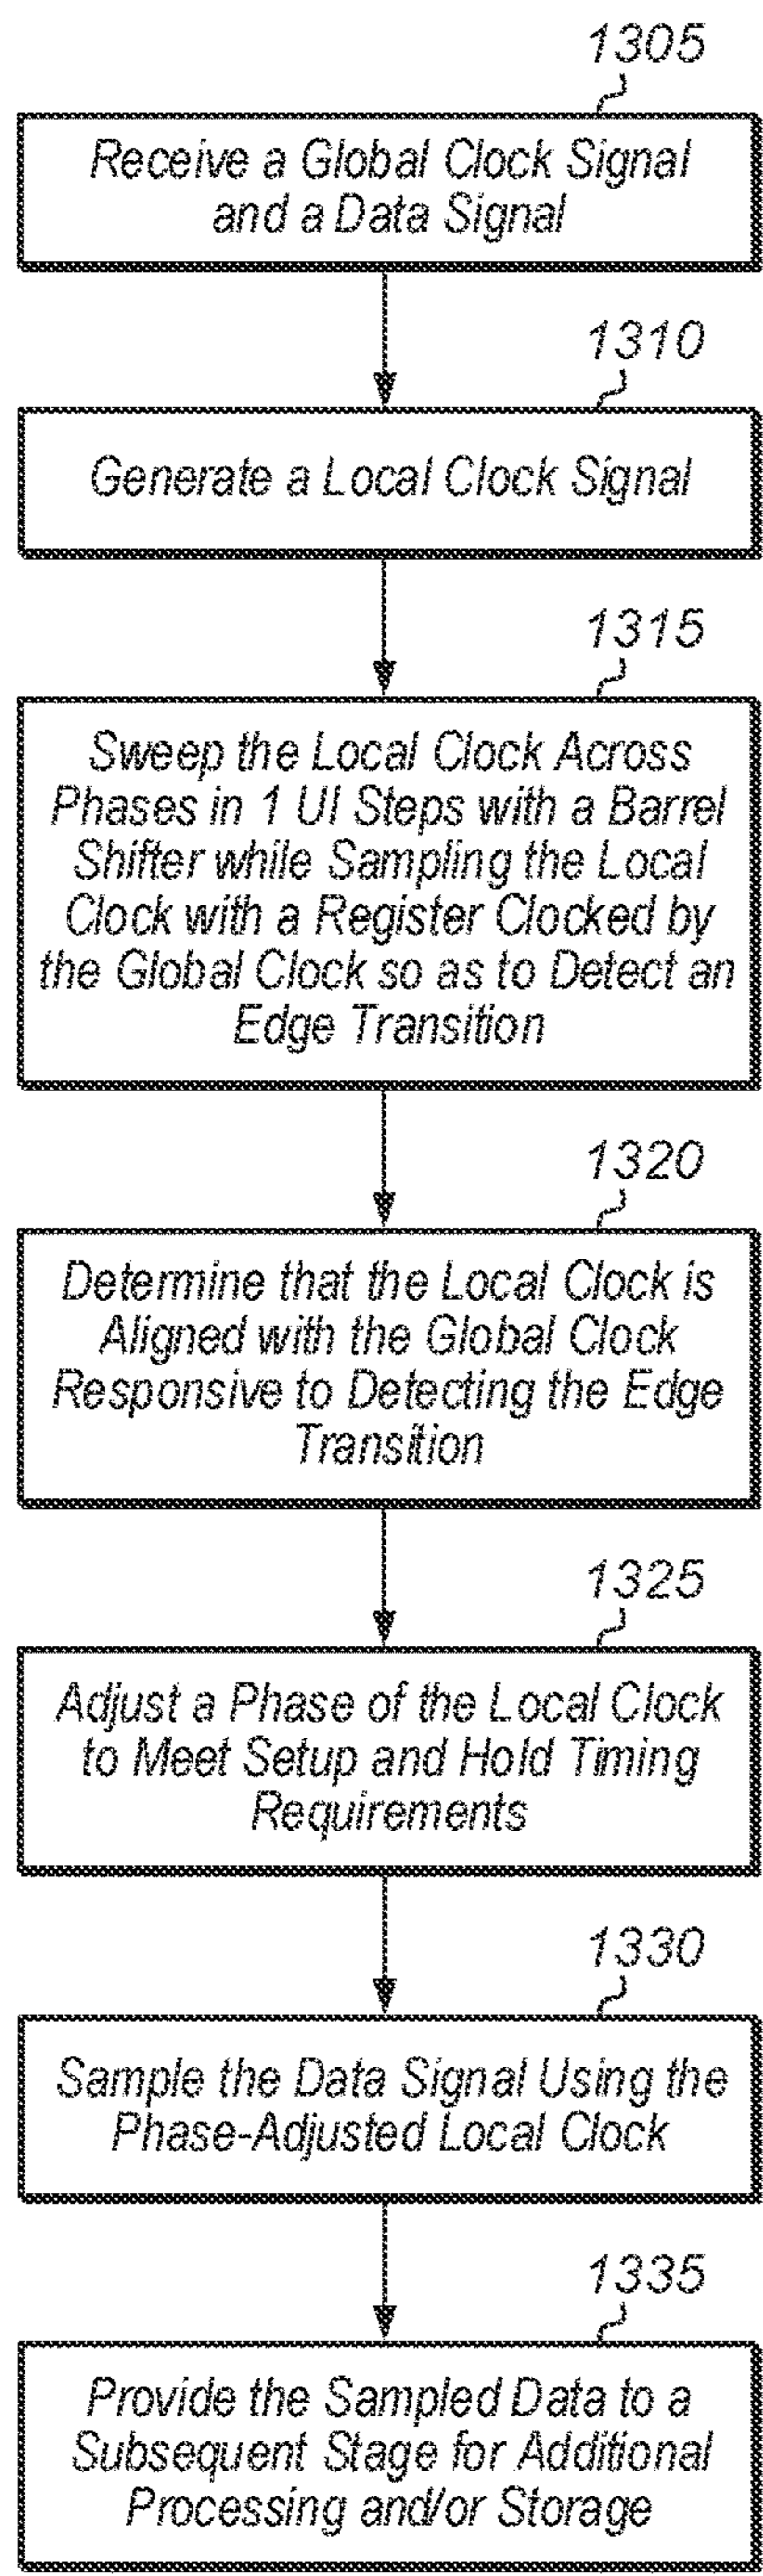 1305
Receive a Global Clock Signal
and a Data Signal
1310
Generate a Local Clock Signal
1315
Sweep the Local Clock Across
Phases in 1 UI Steps with a Barrel
Shifter while Sampling the Local
Clock with a Register Clocked by
the Global Clock so as to Detect an
Edge Transition
1320
Determine that the Local Clock is
Aligned with the Global Clock
Responsive to Detecting the Edge
Transition
1325
Adjust a Phase of the Local Clock
to Meet Setup and Hold Timing
Requirements
1330
Sample the Data Signal Using the
Phase-Adjusted Local Clock
1335
Provide the Sampled Data to a
Subsequent Stage for Additional
Processing and/or Storage